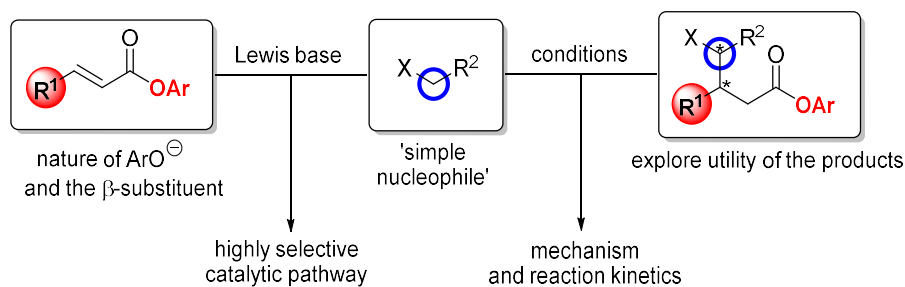 O
R1
OAr
Lewis base
X
R2
conditions
X
*
R2
*
O
R1
OAr
nature of ArO⊖
and the β-substituent
'simple
nucleophile'
explore utility of the products
highly selective
catalytic pathway
mechanism
and reaction kinetics